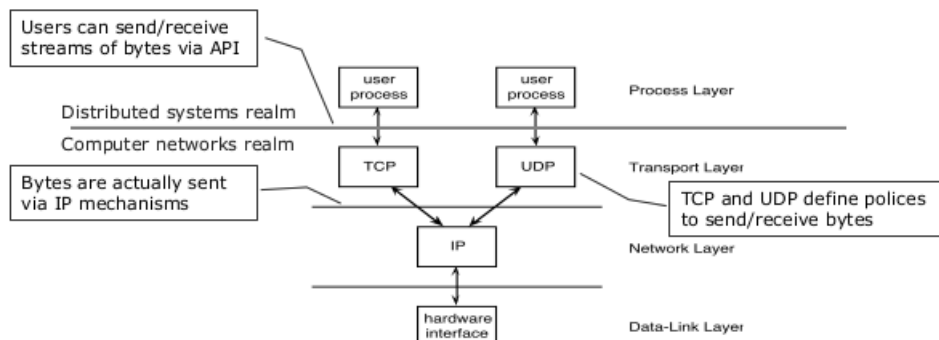 Users can send/receive
streams of bytes via API
user
process
user
process
Process Layer
Distributed systems realm
Computer networks realm
TCP
UDP
Transport Layer
Bytes are actually sent
via IP mechanisms
TCP and UDP define polices
to send/receive bytes
IP
Network Layer
hardware
interface
Data-Link Layer